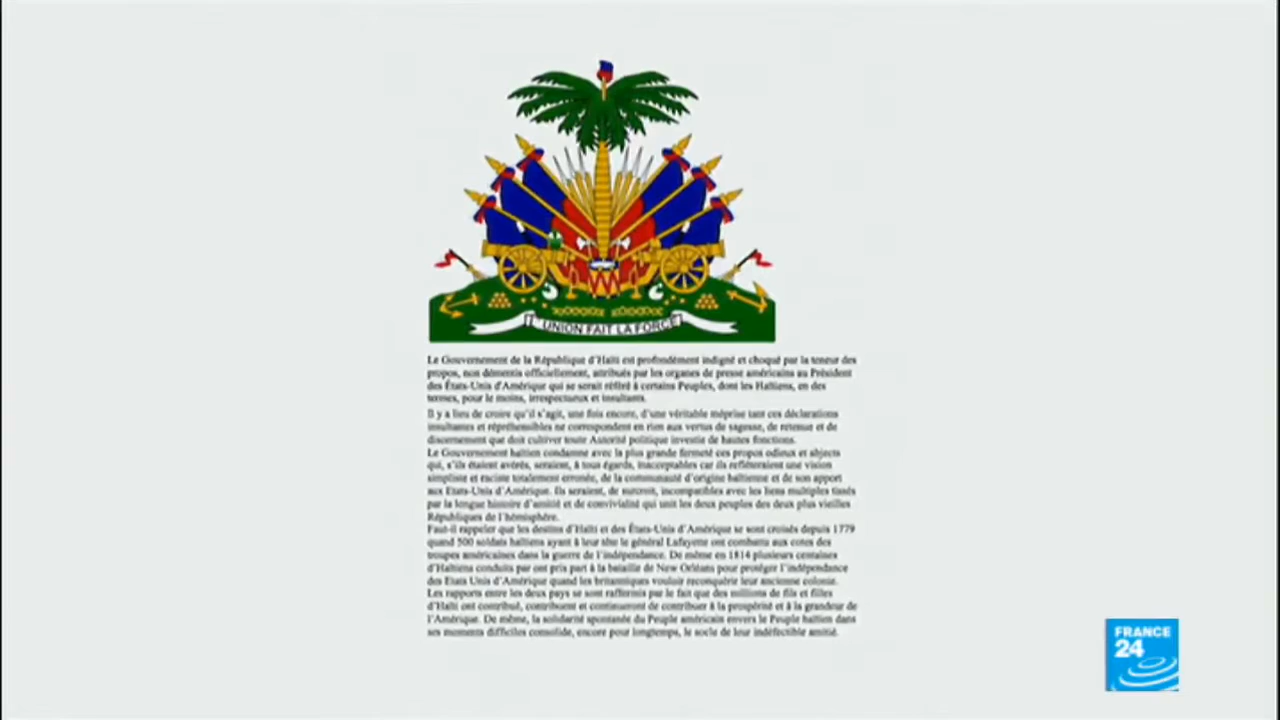 L'UNION FAIT LA FORCE
Le Gouvernement de la République d'Haïti est profondément indigné et choqué par la teneur des
propos, non démentis officiellement, attribués par les organes de presse américains au Président
des États-Unis d'Amérique qui se serait référé à certains Peuples, dont les Haïtiens, en des
termes, pour le moins, irrespectueux et insultants.
Il y a lieu de croire qu'il s'agit, une fois encore, d'une véritable méprise tant ces déclarations
insultantes et répréhensibles ne correspondent en rien aux vertus de sagesse, de retenue et de
discernement que doit cultiver toute Autorité politique investie de hautes fonctions.
Le Gouvernement haïtien condamne avec la plus grande fermeté ces propos odieux et abjects
qui, s'ils étaient avérés, seraient, à tous égards, inacceptables car ils refléteraient une vision
simpliste et raciste totalement erronée, de la communauté d'origine haïtienne et de son apport
aux Etats-Unis d'Amérique. Ils seraient, de surcroit, incompatibles avec les liens multiples tissés
par la longue histoire d'amitié et de convivialité qui unit les deux peuples des deux plus vieilles
Républiques de l'hémisphère.
Faut-il rappeler que les destins d'Haïti et des États-Unis d'Amérique se sont croisés depuis 1779
quand 500 soldats haïtiens ayant à leur tête le général Lafayette ont combattu aux cotes des
troupes américaines dans la guerre de l'indépendance. De même en 1814 plusieurs centaines
d'Haïtiens conduits par ont pris part à la bataille de New Orléans pour protéger l'indépendance
des Etats Unis d'Amérique quand les britanniques vouloir reconquérir leur ancienne colonie.
Les rapports entre les deux pays se sont raffermis par le fait que des millions de fils et filles
d'Haïti ont contribué, contribuent et continueront de contribuer à la prospérité et à la grandeur de
l'Amérique. De même, la solidarité spontanée du Peuple américain envers le Peuple haïtien dans
ses moments difficiles consolide, encore pour longtemps, le socle de leur indéfectible amitié.
FRANCE
24